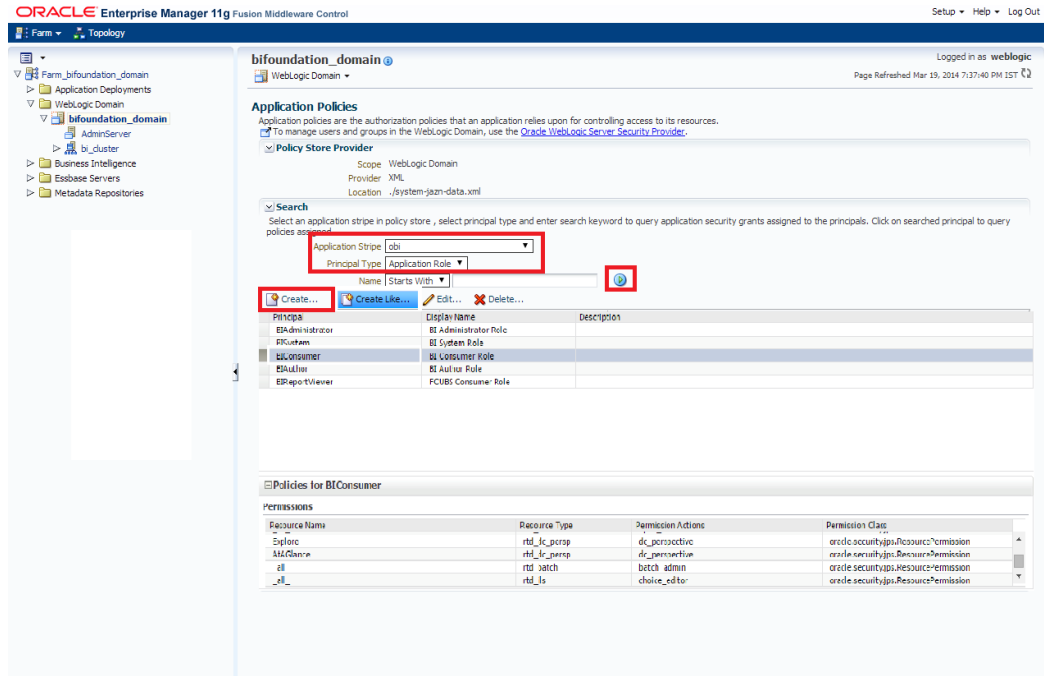 ORACLE Enterprise Manager 11g Fusion Middleware Control
Setup Help Log Out
Farm Topology
Farm_bifoundation_domain
Application Deployments
WebLogic Domain
bifoundation_domain
AdminServer
bi_cluster
Business Intelligence
Essbase Servers
Metadata Repositories
bifoundation_domain
Logged in as weblogic
WebLogic Domain
Page Refreshed Mar 19, 2014 7:37:40 PM IST
Application Policies
Application policies are the authorization policies that an application relies upon for controlling access to its resources.
To manage users and groups in the WebLogic Domain, use the Oracle WebLogic Server Security Provider.
Policy Store Provider
Scope WebLogic Domain
Provider XML
Location ./system-jazn-data.xml
Search
Select an application stripe in policy store , select principal type and enter search keyword to query application security grants assigned to the principals. Click on searched principal to query
policies assigned.
Application Stripe obi
Principal Type Application Role
Name Starts With
Create... Create Like... Edit... Delete...
Principal Display Name Description
BIAdministrator BI Administrator Role
BISystem BI System Role
BIConsumer BI Consumer Role
BIAuthor BI Author Role
BIReportViewer FCUBS Consumer Role
Policies for BIConsumer
Permissions
Resource Name Resource Type Permission Actions Permission Class
Explore rtd_dc_persp dc_perspective oracle.security.jps.ResourcePermission
AtAGlance rtd_dc_persp dc_perspective oracle.security.jps.ResourcePermission
_all_ rtd_batch batch_admin oracle.security.jps.ResourcePermission
_all_ rtd_ils choice_editor oracle.security.jps.ResourcePermission